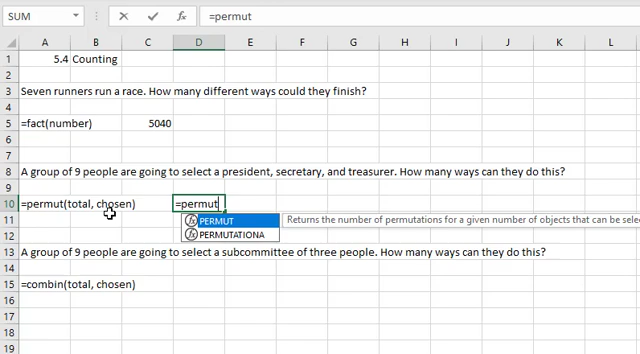 SUM =permut
A B C D E F G H I J K L
1 5.4 Counting
2
3 Seven runners run a race. How many different ways could they finish?
4
5 =fact(number) 5040
6
7
8 A group of 9 people are going to select a president, secretary, and treasurer. How many ways can they do this?
9
10 =permut(total, chosen) =permut
11 PERMUT Returns the number of permutations for a given number of objects that can be sele
12 PERMUTATIONA
13 A group of 9 people are going to select a subcommittee of three people. How many ways can they do this?
14
15 =combin(total, chosen)
16
17
18
19